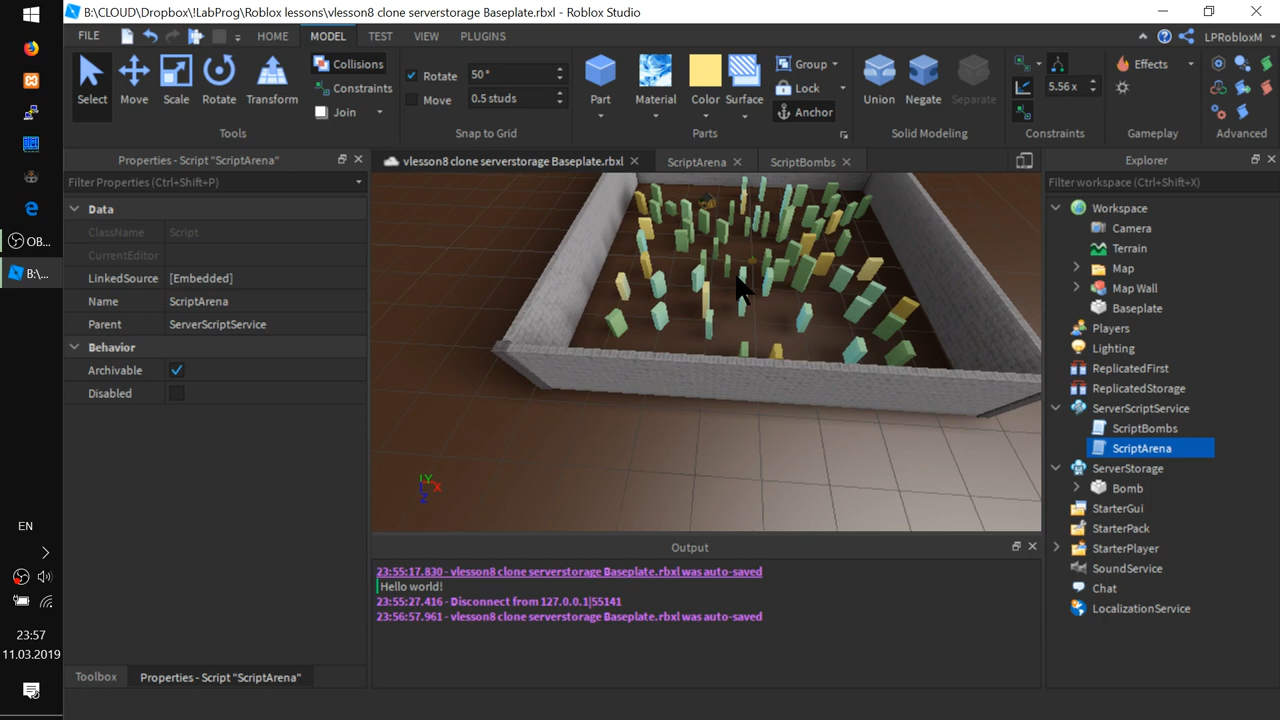 B:\CLOUD\Dropbox\!LabProg\Roblox lessons\vlesson8 clone serverstorage Baseplate.rbxl - Roblox Studio
FILE HOME MODEL TEST VIEW PLUGINS LPRobloxM
Select
Move
Scale
Rotate
Transform
Collisions
Constraints
Join
Tools
Rotate 50°
Move 0.5 studs
Snap to Grid
Part
Material
Color
Surface
Group
Lock
Anchor
Parts
Union
Negate
Separate
Solid Modeling
5.56 x
Constraints
Effects
Gameplay
Advanced
Properties - Script "ScriptArena"
Filter Properties (Ctrl+Shift+P)
Data
ClassName Script
CurrentEditor
LinkedSource [Embedded]
Name ScriptArena
Parent ServerScriptService
Behavior
Archivable
Disabled
Toolbox
Properties - Script "ScriptArena"
vlesson8 clone serverstorage Baseplate.rbxl
ScriptArena
ScriptBombs
Y
X
Z
Output
23:55:17.830 - vlesson8 clone serverstorage Baseplate.rbxl was auto-saved
Hello world!
23:55:27.416 - Disconnect from 127.0.0.1|55141
23:56:57.961 - vlesson8 clone serverstorage Baseplate.rbxl was auto-saved
Explorer
Filter workspace (Ctrl+Shift+X)
Workspace
Camera
Terrain
Map
Map Wall
Baseplate
Players
Lighting
ReplicatedFirst
ReplicatedStorage
ServerScriptService
ScriptBombs
ScriptArena
ServerStorage
Bomb
StarterGui
StarterPack
StarterPlayer
SoundService
Chat
LocalizationService
OB...
B:\...
EN
23:57
11.03.2019